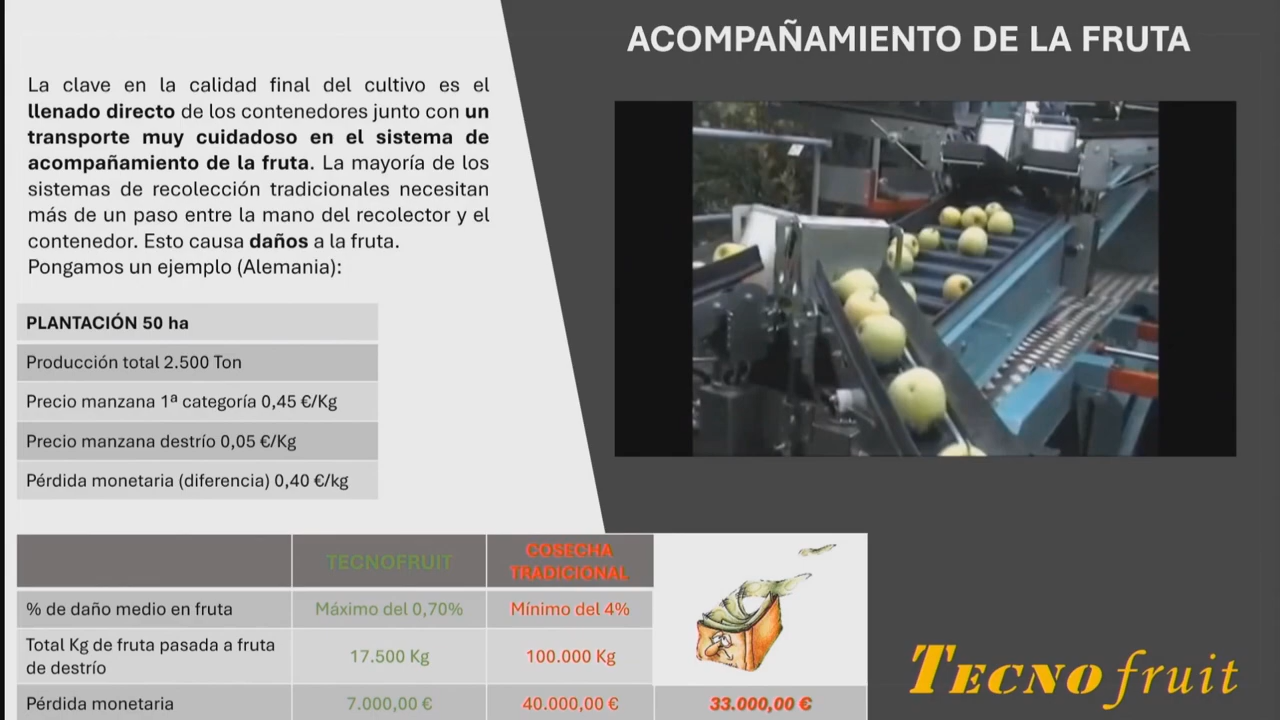 ACOMPAÑAMIENTO DE LA FRUTA
La clave en la calidad final del cultivo es el
llenado directo de los contenedores junto con un
transporte muy cuidadoso en el sistema de
acompañamiento de la fruta. La mayoría de los
sistemas de recolección tradicionales necesitan
más de un paso entre la mano del recolector y el
contenedor. Esto causa daños a la fruta.
Pongamos un ejemplo (Alemania):
PLANTACIÓN 50 ha
Producción total 2.500 Ton
Precio manzana 1ª categoría 0,45 €/Kg
Precio manzana destrío 0,05 €/Kg
Pérdida monetaria (diferencia) 0,40 €/kg
TECNOFRUIT
COSECHA
TRADICIONAL
% de daño medio en fruta
Máximo del 0,70%
Mínimo del 4%
Total Kg de fruta pasada a fruta
de destrío
17.500 Kg
100.000 Kg
Pérdida monetaria
7.000,00 €
40.000,00 €
33.000,00 €
TECNO fruit